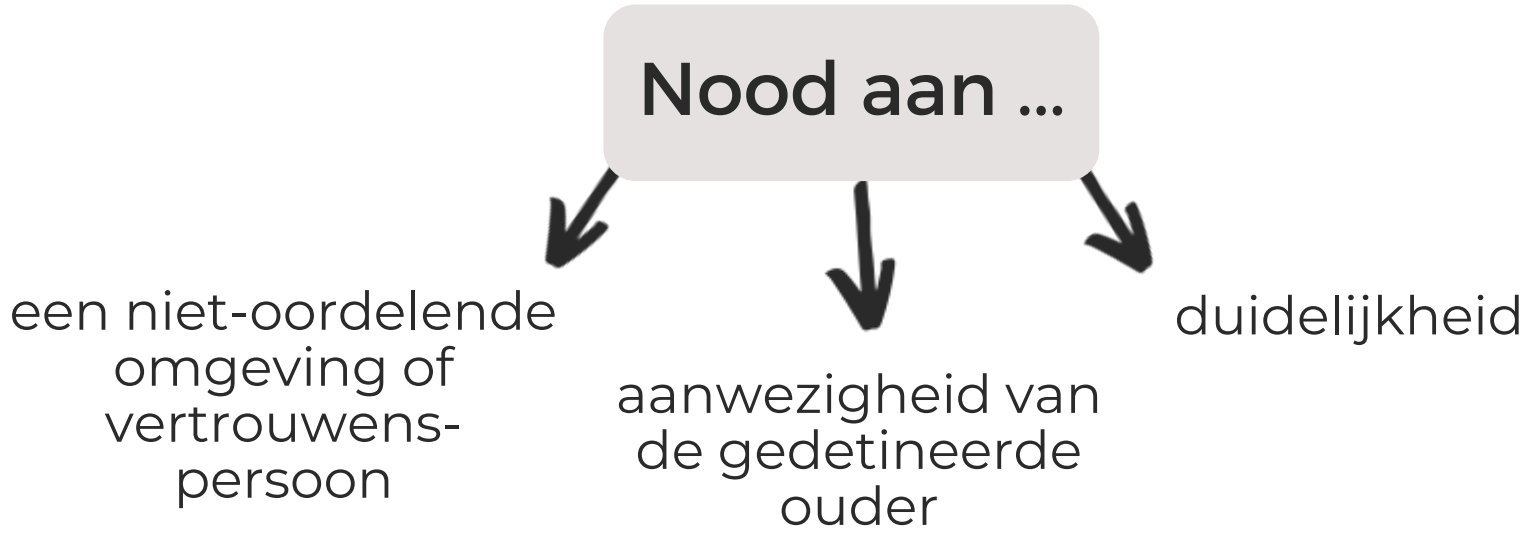 Nood aan ...
een niet-oordelende
omgeving of
vertrouwens-
persoon
aanwezigheid van
de gedetineerde
ouder
duidelijkheid